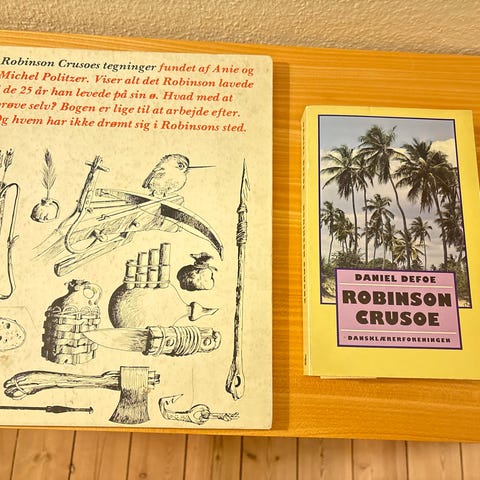 Robinson Crusoes tegninger fundet af Anie og
Michel Politzer. Viser alt det Robinson lavede
de 25 år han levede på sin ø. Hvad med at
prøve selv? Bogen er lige til at arbejde efter.
Og hvem har ikke drømt sig i Robinsons sted.
DANIEL DEFOE
ROBINSON
CRUSOE
DANSKLÆRERFORENINGEN